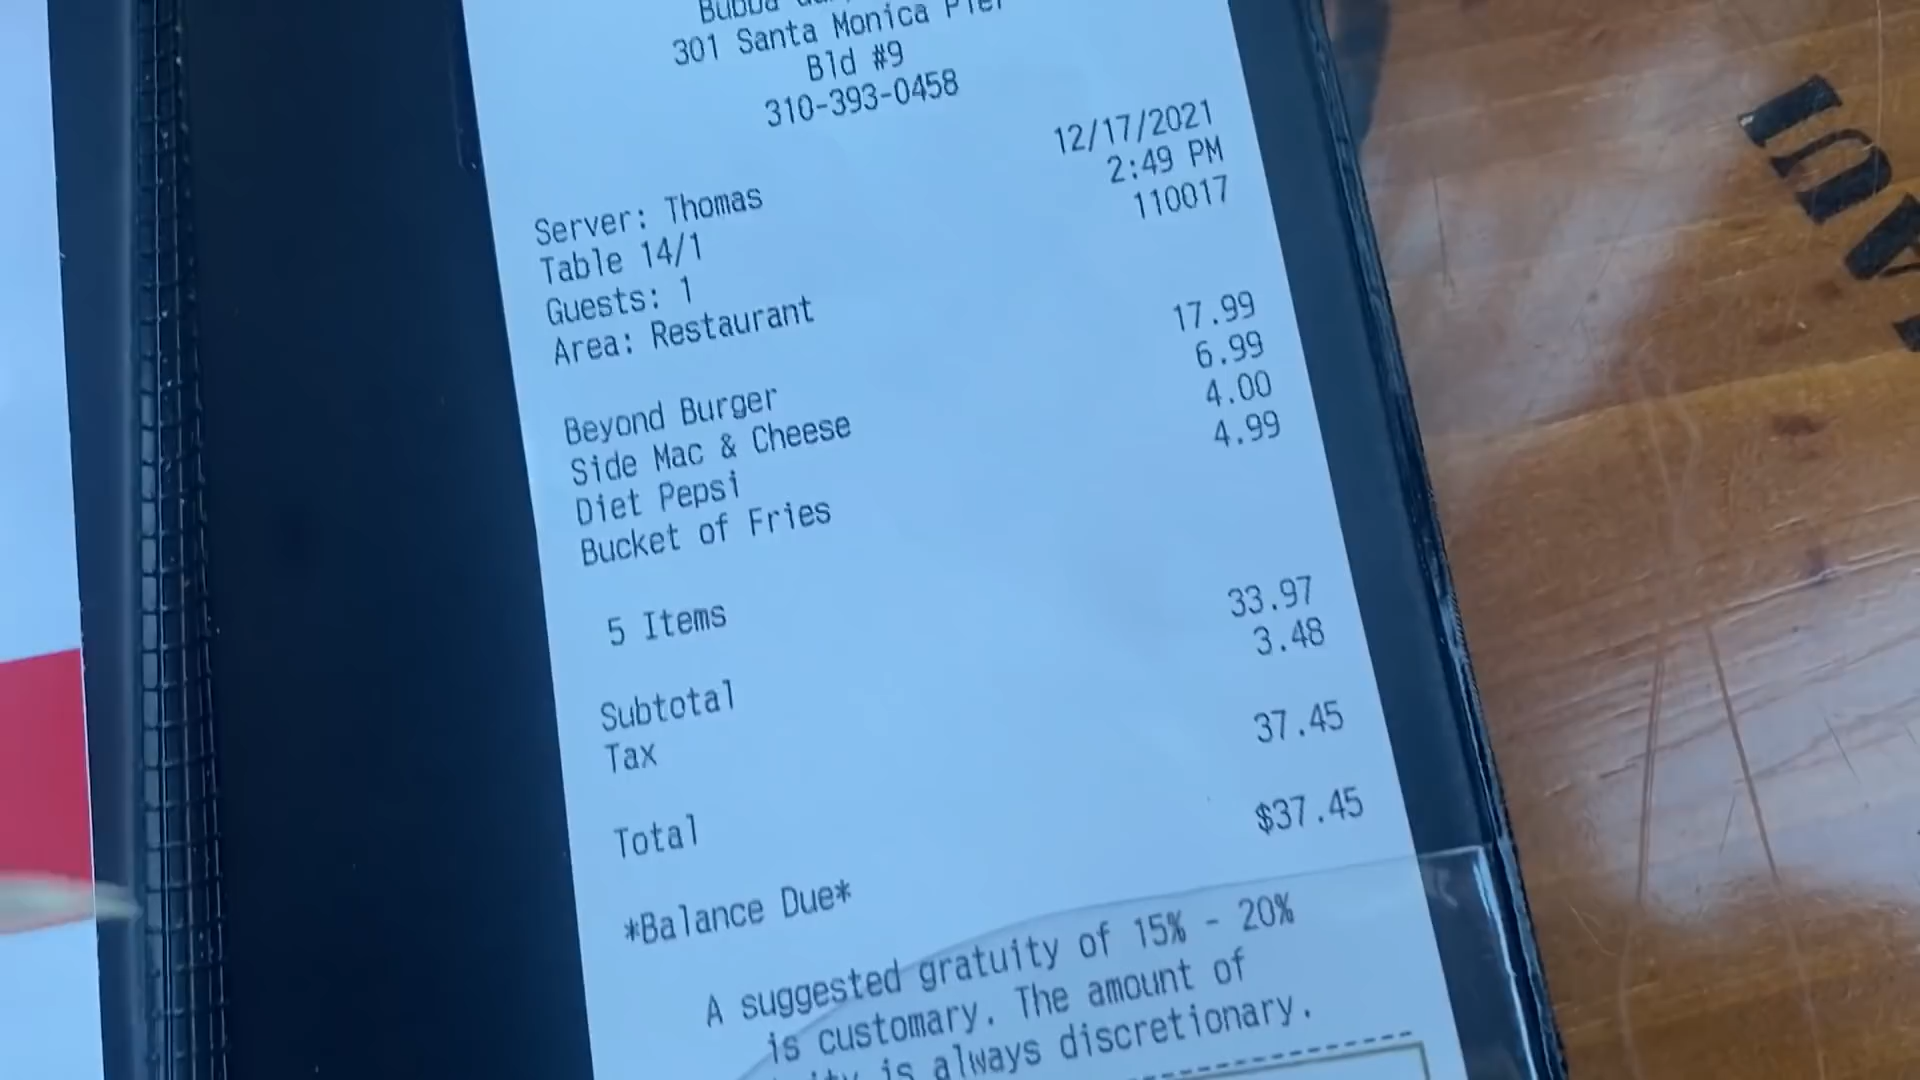 Bubba
301 Santa Monica Pier
Bld #9
310-393-0458
12/17/2021
Server: Thomas 2:49 PM
Table 14/1 110017
Guests: 1
Area: Restaurant
Beyond Burger 17.99
Side Mac & Cheese 6.99
Diet Pepsi 4.00
Bucket of Fries 4.99
5 Items
Subtotal 33.97
Tax 3.48
Total 37.45
*Balance Due* $37.45
A suggested gratuity of 15% - 20%
is customary. The amount of
is always discretionary.